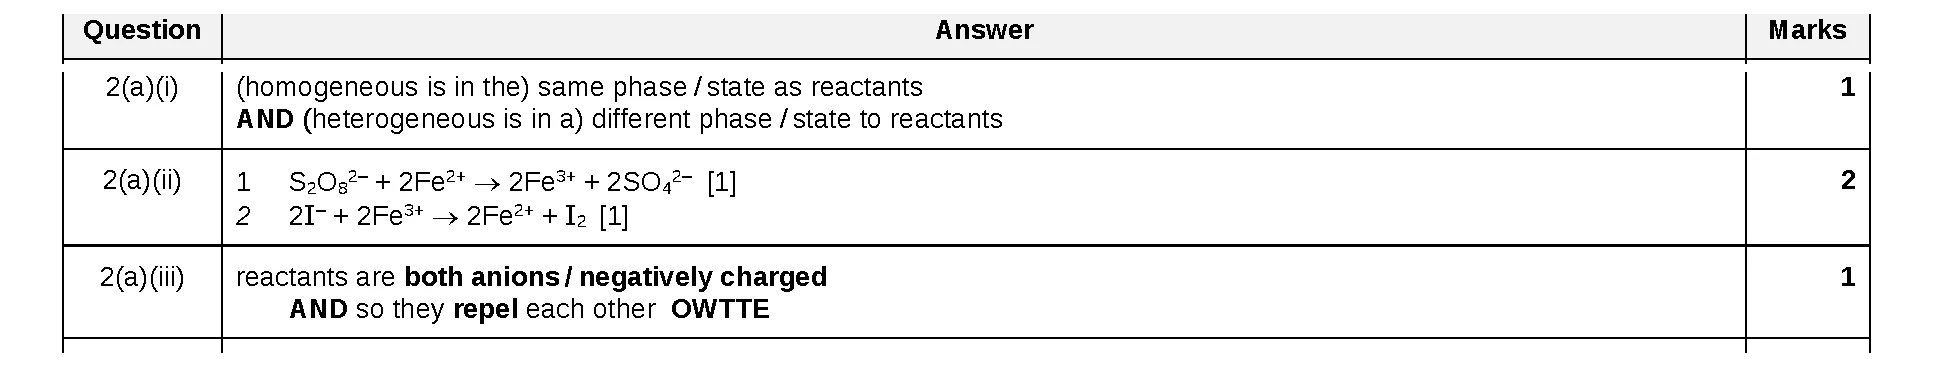 Question Answer Marks
2(a)(i) (homogeneous is in the) same phase / state as reactants 1
AND (heterogeneous is in a) different phase / state to reactants
2(a)(ii) 1 S₂O₈²⁻ + 2Fe²⁺ → 2Fe³⁺ + 2SO₄²⁻ [1] 2
2 2I⁻ + 2Fe³⁺ → 2Fe²⁺ + I₂ [1]
2(a)(iii) reactants are both anions / negatively charged 1
AND so they repel each other OWTTE